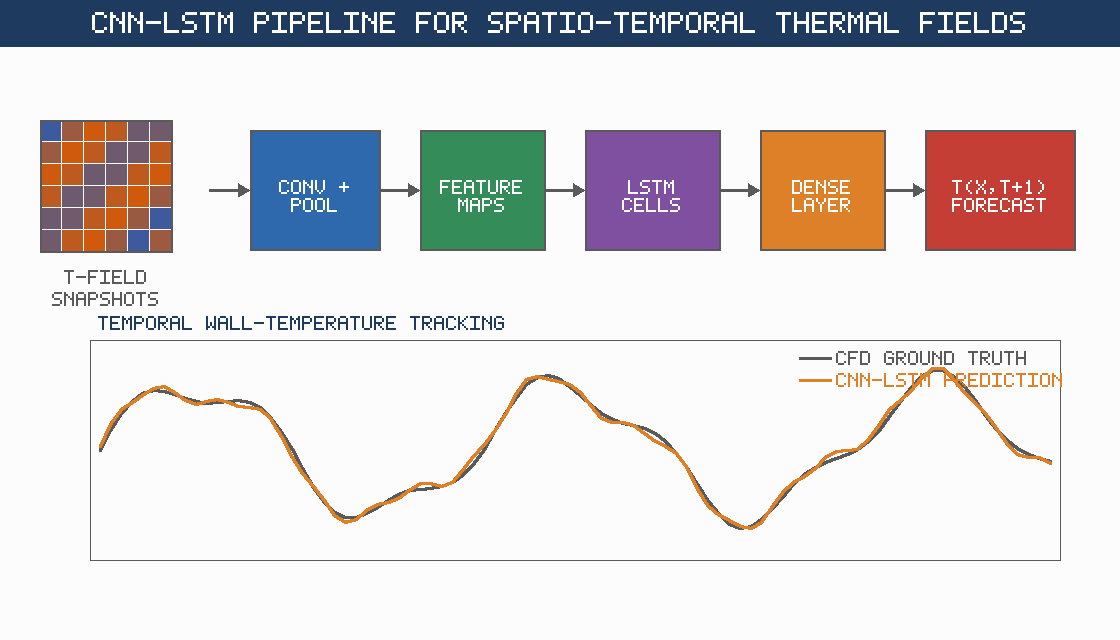 CNN-LSTM PIPELINE FOR SPATIO-TEMPORAL THERMAL FIELDS
CONV +
POOL
FEATURE
MAPS
LSTM
CELLS
DENSE
LAYER
T(X,T+1)
FORECAST
T-FIELD
SNAPSHOTS
TEMPORAL WALL-TEMPERATURE TRACKING
CFD GROUND TRUTH
CNN-LSTM PREDICTION